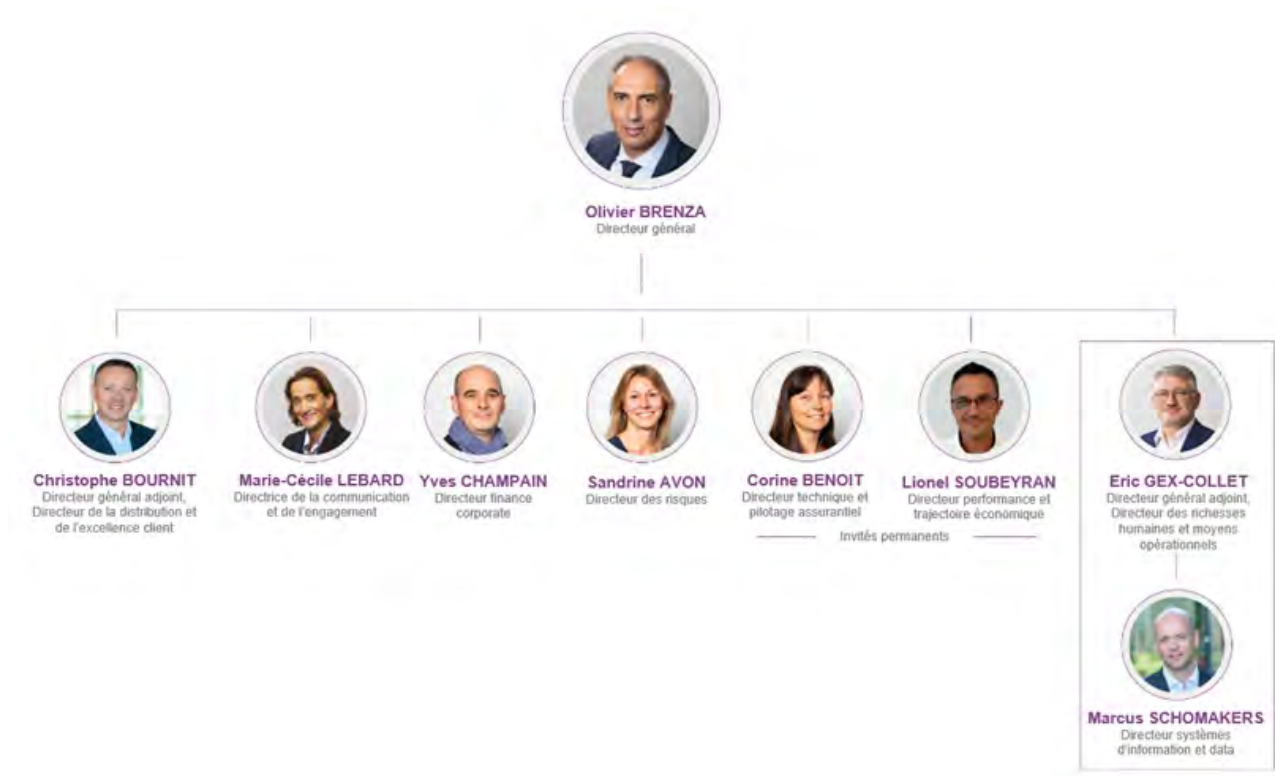 Olivier BRENZA
Directeur général
Christophe BOURNIT
Directeur général adjoint,
Directeur de la distribution et
de l'excellence client
Marie-Cécile LEBARD
Directrice de la communication
et de l'engagement
Yves CHAMPAIN
Directeur finance
corporate
Sandrine AVON
Directeur des risques
Corine BENOIT
Directeur technique et
pilotage assurantiel
Lionel SOUBEYRAN
Directeur performance et
trajectoire économique
Invités permanents
Eric GEX-COLLET
Directeur général adjoint,
Directeur des richesses
humaines et moyens
opérationnels
Marcus SCHOMAKERS
Directeur systèmes
d'information et data